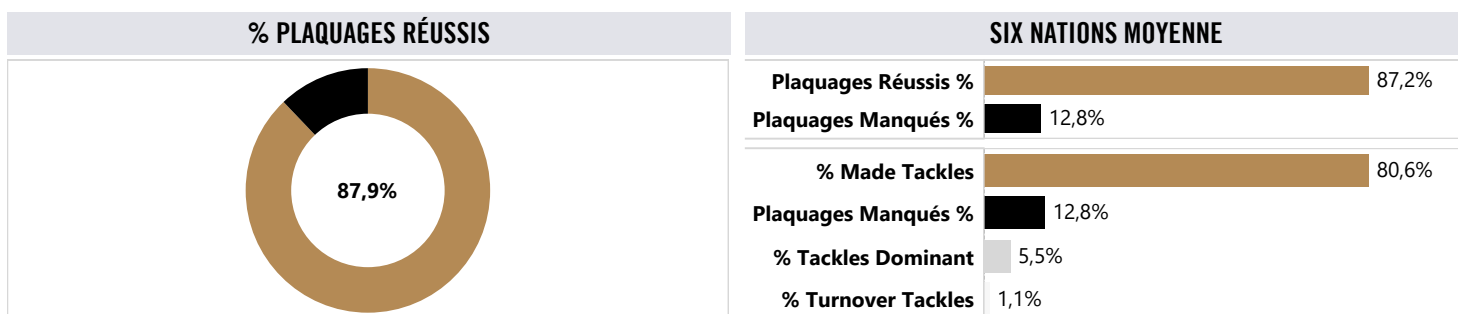 % PLAQUAGES RÉUSSIS
87,9%
SIX NATIONS MOYENNE
Plaquages Réussis % 87,2%
Plaquages Manqués % 12,8%
% Made Tackles 80,6%
Plaquages Manqués % 12,8%
% Tackles Dominant 5,5%
% Turnover Tackles 1,1%